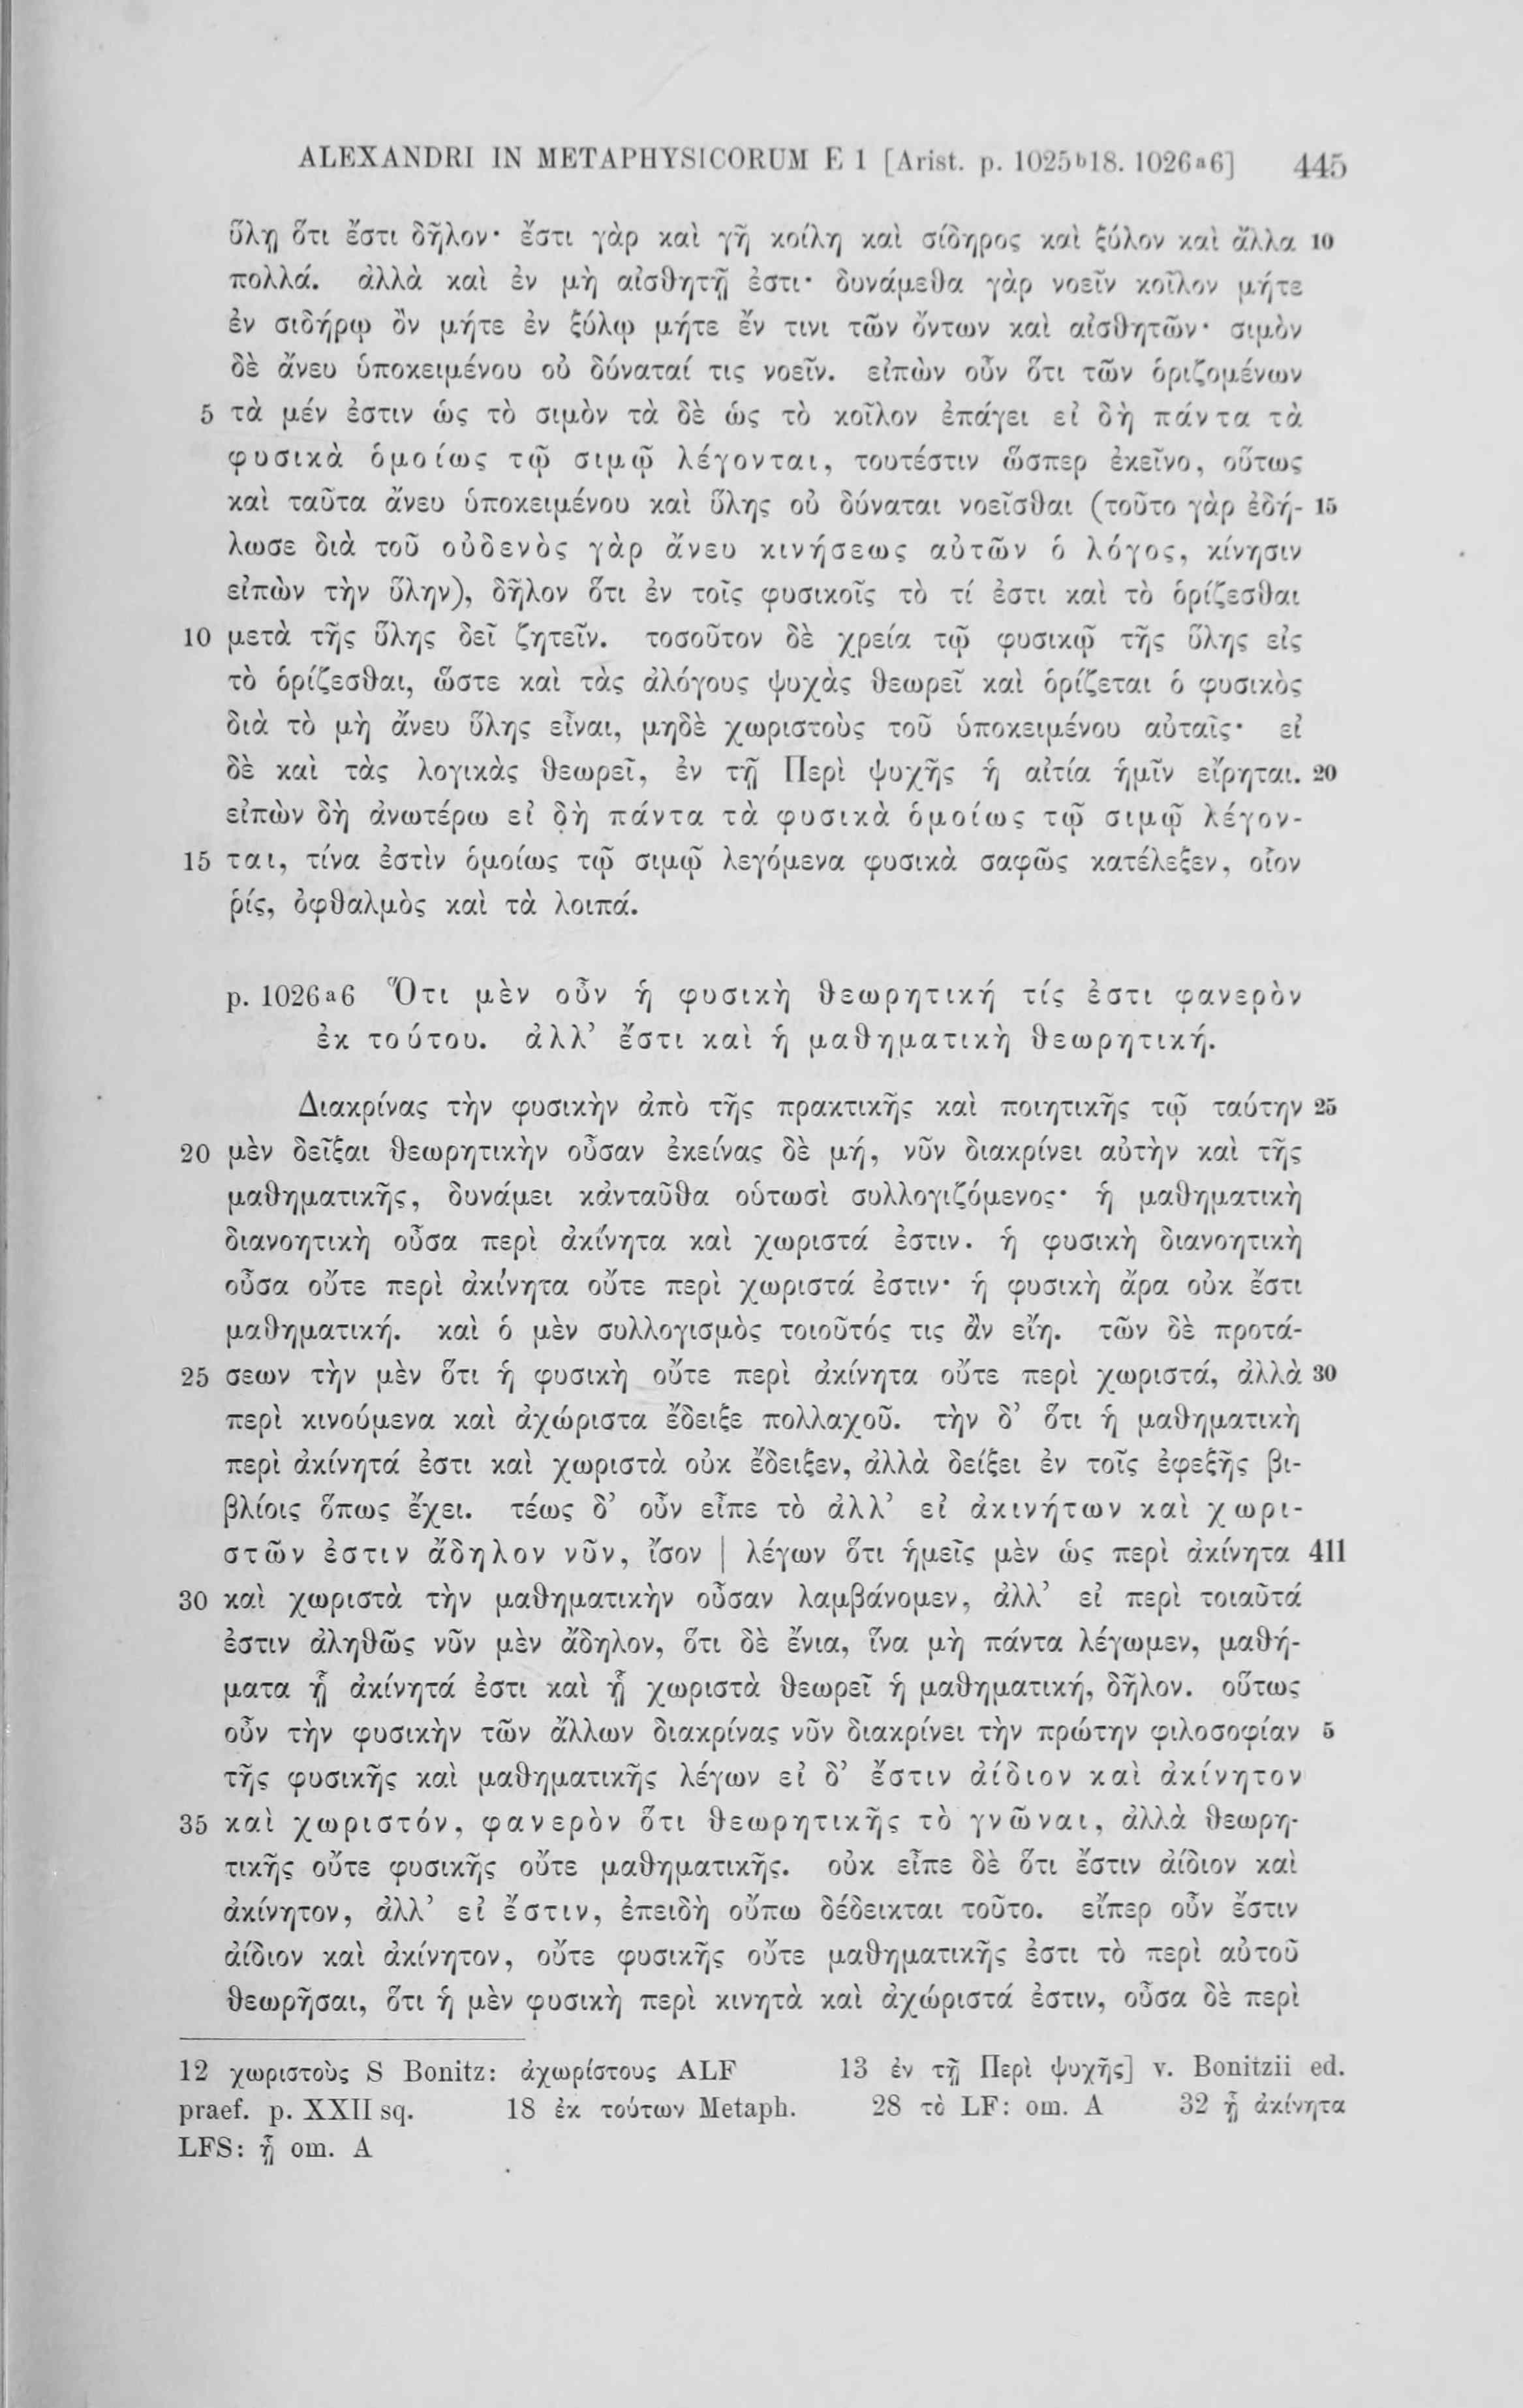 ALEXANDRI IN METAPHYSICORUM E 1 [Arist. p. 1025ᵇ18. 1026ᵃ6] 445
ὕλῃ ὅτι ἔστι δῆλον· ἔστι γὰρ καὶ γῆ κοίλη καὶ σίδηρος καὶ ξύλον καὶ ἄλλα 10
πολλά. ἀλλὰ καὶ ἐν μὴ αἰσθητῇ ἐστι· δυνάμεθα γὰρ νοεῖν κοῖλον μήτε
ἐν σιδήρῳ ὂν μήτε ἐν ξύλῳ μήτε ἔν τινι τῶν ὄντων καὶ αἰσθητῶν· σιμὸν
δὲ ἄνευ ὑποκειμένου οὐ δύναταί τις νοεῖν. εἰπὼν οὖν ὅτι τῶν ὁριζομένων
5 τὰ μέν ἐστιν ὡς τὸ σιμὸν τὰ δὲ ὡς τὸ κοῖλον ἐπάγει εἰ δὴ πάντα τὰ
φυσικὰ ὁμοίως τῷ σιμῷ λέγονται, τουτέστιν ὥσπερ ἐκεῖνο, οὕτως
καὶ ταῦτα ἄνευ ὑποκειμένου καὶ ὕλης οὐ δύναται νοεῖσθαι (τοῦτο γὰρ ἐδή- 15
λωσε διὰ τοῦ οὐδενὸς γὰρ ἄνευ κινήσεως αὐτῶν ὁ λόγος, κίνησιν
εἰπὼν τὴν ὕλην), δῆλον ὅτι ἐν τοῖς φυσικοῖς τὸ τί ἐστι καὶ τὸ ὁρίζεσθαι
10 μετὰ τῆς ὕλης δεῖ ζητεῖν. τοσοῦτον δὲ χρεία τῷ φυσικῷ τῆς ὕλης εἰς
τὸ ὁρίζεσθαι, ὥστε καὶ τὰς ἀλόγους ψυχὰς θεωρεῖ καὶ ὁρίζεται ὁ φυσικὸς
διὰ τὸ μὴ ἄνευ ὕλης εἶναι, μηδὲ χωριστοὺς τοῦ ὑποκειμένου αὐταῖς· εἰ
δὲ καὶ τὰς λογικὰς θεωρεῖ, ἐν τῇ Περὶ ψυχῆς ἡ αἰτία ἡμῖν εἴρηται. 20
εἰπὼν δὴ ἀνωτέρω εἰ δὴ πάντα τὰ φυσικὰ ὁμοίως τῷ σιμῷ λέγον-
15 ται, τίνα ἐστὶν ὁμοίως τῷ σιμῷ λεγόμενα φυσικὰ σαφῶς κατέλεξεν, οἷον
ῥίς, ὀφθαλμὸς καὶ τὰ λοιπά.
p. 1026ᵃ6 Ὅτι μὲν οὖν ἡ φυσικὴ θεωρητική τίς ἐστι φανερὸν
ἐκ τούτου. ἀλλ’ ἔστι καὶ ἡ μαθηματικὴ θεωρητική.
Διακρίνας τὴν φυσικὴν ἀπὸ τῆς πρακτικῆς καὶ ποιητικῆς τῷ ταύτην 25
20 μὲν δεῖξαι θεωρητικὴν οὖσαν ἐκείνας δὲ μή, νῦν διακρίνει αὐτὴν καὶ τῆς
μαθηματικῆς, δυνάμει κἀνταῦθα οὑτωσὶ συλλογιζόμενος· ἡ μαθηματικὴ
διανοητικὴ οὖσα περὶ ἀκίνητα καὶ χωριστά ἐστιν. ἡ φυσικὴ διανοητικὴ
οὖσα οὔτε περὶ ἀκίνητα οὔτε περὶ χωριστά ἐστιν· ἡ φυσικὴ ἄρα οὐκ ἔστι
μαθηματική. καὶ ὁ μὲν συλλογισμὸς τοιοῦτός τις ἂν εἴη. τῶν δὲ προτά-
25 σεων τὴν μὲν ὅτι ἡ φυσικὴ οὔτε περὶ ἀκίνητα οὔτε περὶ χωριστά, ἀλλὰ 30
περὶ κινούμενα καὶ ἀχώριστα ἔδειξε πολλαχοῦ. τὴν δ’ ὅτι ἡ μαθηματικὴ
περὶ ἀκίνητά ἐστι καὶ χωριστὰ οὐκ ἔδειξεν, ἀλλὰ δείξει ἐν τοῖς ἐφεξῆς βι-
βλίοις ὅπως ἔχει. τέως δ’ οὖν εἶπε τὸ ἀλλ’ εἰ ἀκινήτων καὶ χωρι-
στῶν ἐστιν ἄδηλον νῦν, ἴσον | λέγων ὅτι ἡμεῖς μὲν ὡς περὶ ἀκίνητα 411
30 καὶ χωριστὰ τὴν μαθηματικὴν οὖσαν λαμβάνομεν, ἀλλ’ εἰ περὶ τοιαῦτά
ἐστιν ἀληθῶς νῦν μὲν ἄδηλον, ὅτι δὲ ἔνια, ἵνα μὴ πάντα λέγωμεν, μαθή-
ματα ᾗ ἀκίνητά ἐστι καὶ ᾗ χωριστὰ θεωρεῖ ἡ μαθηματική, δῆλον. οὕτως
οὖν τὴν φυσικὴν τῶν ἄλλων διακρίνας νῦν διακρίνει τὴν πρώτην φιλοσοφίαν 5
τῆς φυσικῆς καὶ μαθηματικῆς λέγων εἰ δ’ ἔστιν ἀίδιον καὶ ἀκίνητον
35 καὶ χωριστόν, φανερὸν ὅτι θεωρητικῆς τὸ γνῶναι, ἀλλὰ θεωρη-
τικῆς οὔτε φυσικῆς οὔτε μαθηματικῆς. οὐκ εἶπε δὲ ὅτι ἔστιν ἀίδιον καὶ
ἀκίνητον, ἀλλ’ εἰ ἔστιν, ἐπειδὴ οὔπω δέδεικται τοῦτο. εἴπερ οὖν ἔστιν
ἀίδιον καὶ ἀκίνητον, οὔτε φυσικῆς οὔτε μαθηματικῆς ἐστι τὸ περὶ αὐτοῦ
θεωρῆσαι, ὅτι ἡ μὲν φυσικὴ περὶ κινητὰ καὶ ἀχώριστά ἐστιν, οὖσα δὲ περὶ
12 χωριστοὺς S Bonitz: ἀχωρίστους ALF 13 ἐν τῇ Περὶ ψυχῆς] v. Bonitzii ed.
praef. p. XXII sq. 18 ἐκ τούτων Metaph. 28 τὸ LF: om. A 32 ᾗ ἀκίνητα
LFS: ᾗ om. A